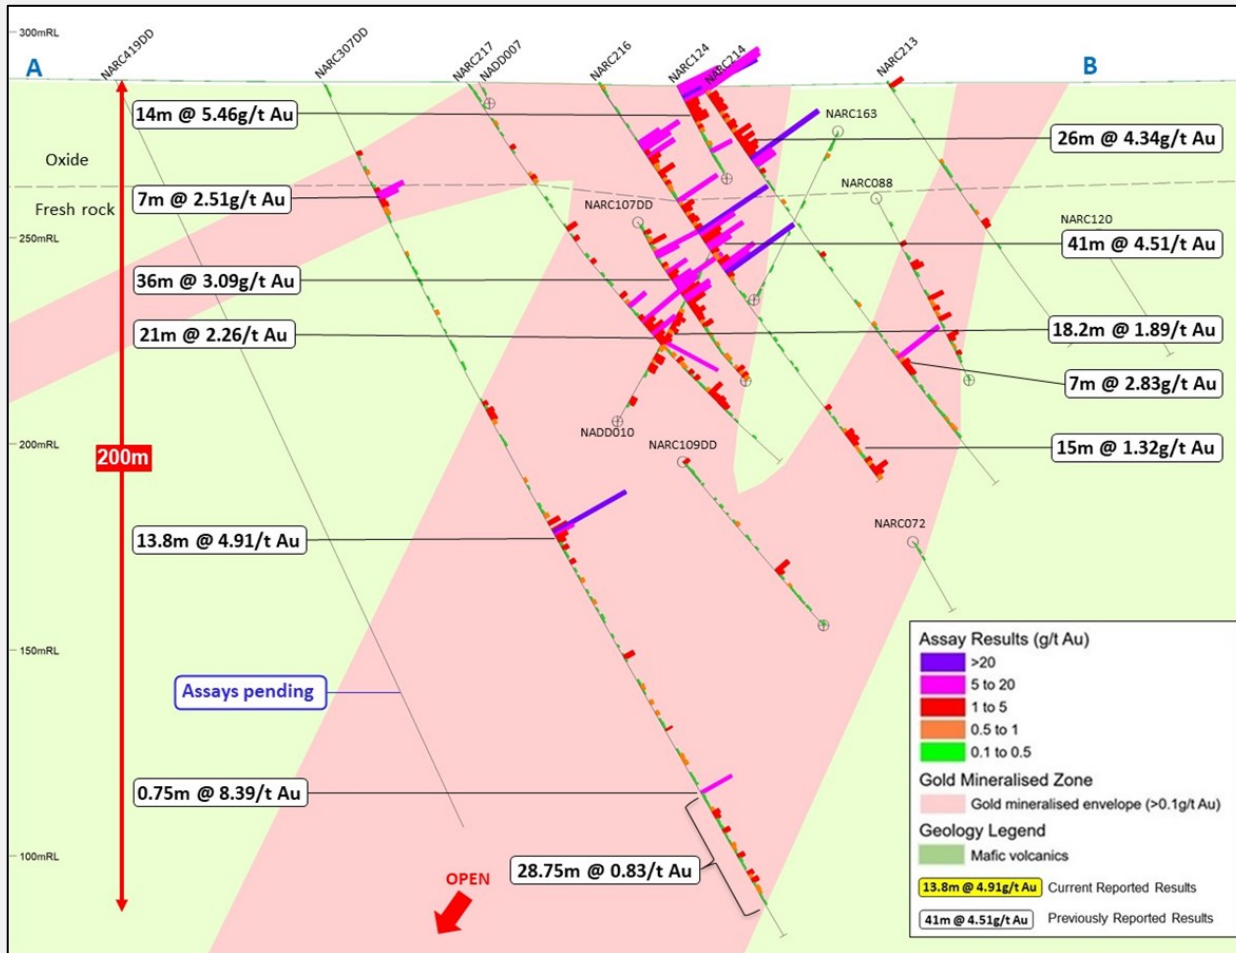 300mRL
NARC419DD
NARC307DD
NARC217
NADD007
NARC216
NARC124
NARC214
NARC213
A
B
14m @ 5.46g/t Au
NARC163
26m @ 4.34g/t Au
Oxide
Fresh rock
7m @ 2.51g/t Au
NARC088
NARC107DD
NARC120
250mRL
41m @ 4.51/t Au
36m @ 3.09g/t Au
21m @ 2.26/t Au
18.2m @ 1.89/t Au
7m @ 2.83g/t Au
NADD010
200mRL
NARC109DD
15m @ 1.32g/t Au
200m
NARC072
13.8m @ 4.91/t Au
150mRL
Assays pending
0.75m @ 8.39/t Au
100mRL
28.75m @ 0.83/t Au
OPEN
Assay Results (g/t Au)
>20
5 to 20
1 to 5
0.5 to 1
0.1 to 0.5
Gold Mineralised Zone
Gold mineralised envelope (>0.1g/t Au)
Geology Legend
Mafic volcanics
13.8m @ 4.91g/t Au Current Reported Results
41m @ 4.51g/t Au Previously Reported Results